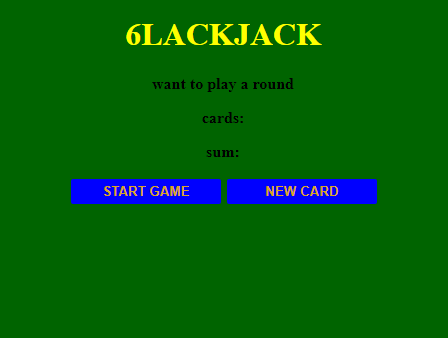 6LACKJACK
want to play a round
cards:
sum:
START GAME NEW CARD